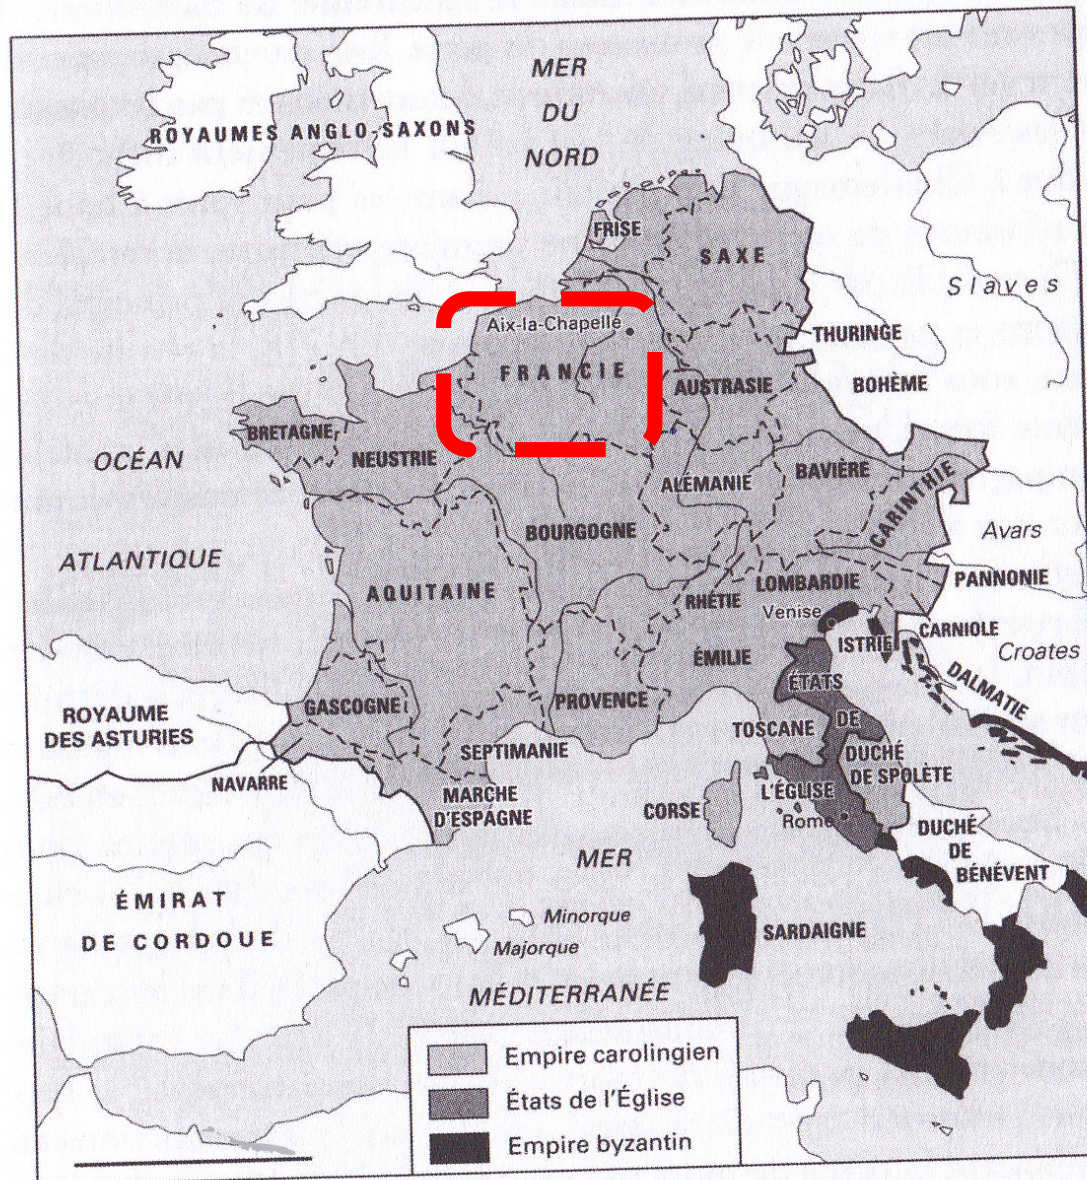 MER
DU
NORD
ROYAUMES ANGLO-SAXONS
FRISE
SAXE
Slaves
Aix-la-Chapelle
THURINGE
FRANCIE
AUSTRASIE
BOHÈME
BRETAGNE
NEUSTRIE
OCÉAN
ATLANTIQUE
ALÉMANIE
BAVIÈRE
CARINTHIE
BOURGOGNE
Avars
AQUITAINE
RHÉTIE
LOMBARDIE
PANNONIE
Venise
ISTRIE
CARNIOLE
Croates
ÉMILIE
DALMATIE
GASCOGNE
PROVENCE
ÉTATS
DE
L'ÉGLISE
ROYAUME
DES ASTURIES
TOSCANE
SEPTIMANIE
DUCHÉ
DE SPOLÈTE
NAVARRE
MARCHE
D'ESPAGNE
CORSE
Rome
DUCHÉ
DE
BÉNÉVENT
MER
MÉDITERRANÉE
ÉMIRAT
DE CORDOUE
Minorque
Majorque
SARDAIGNE
Empire carolingien
États de l'Église
Empire byzantin